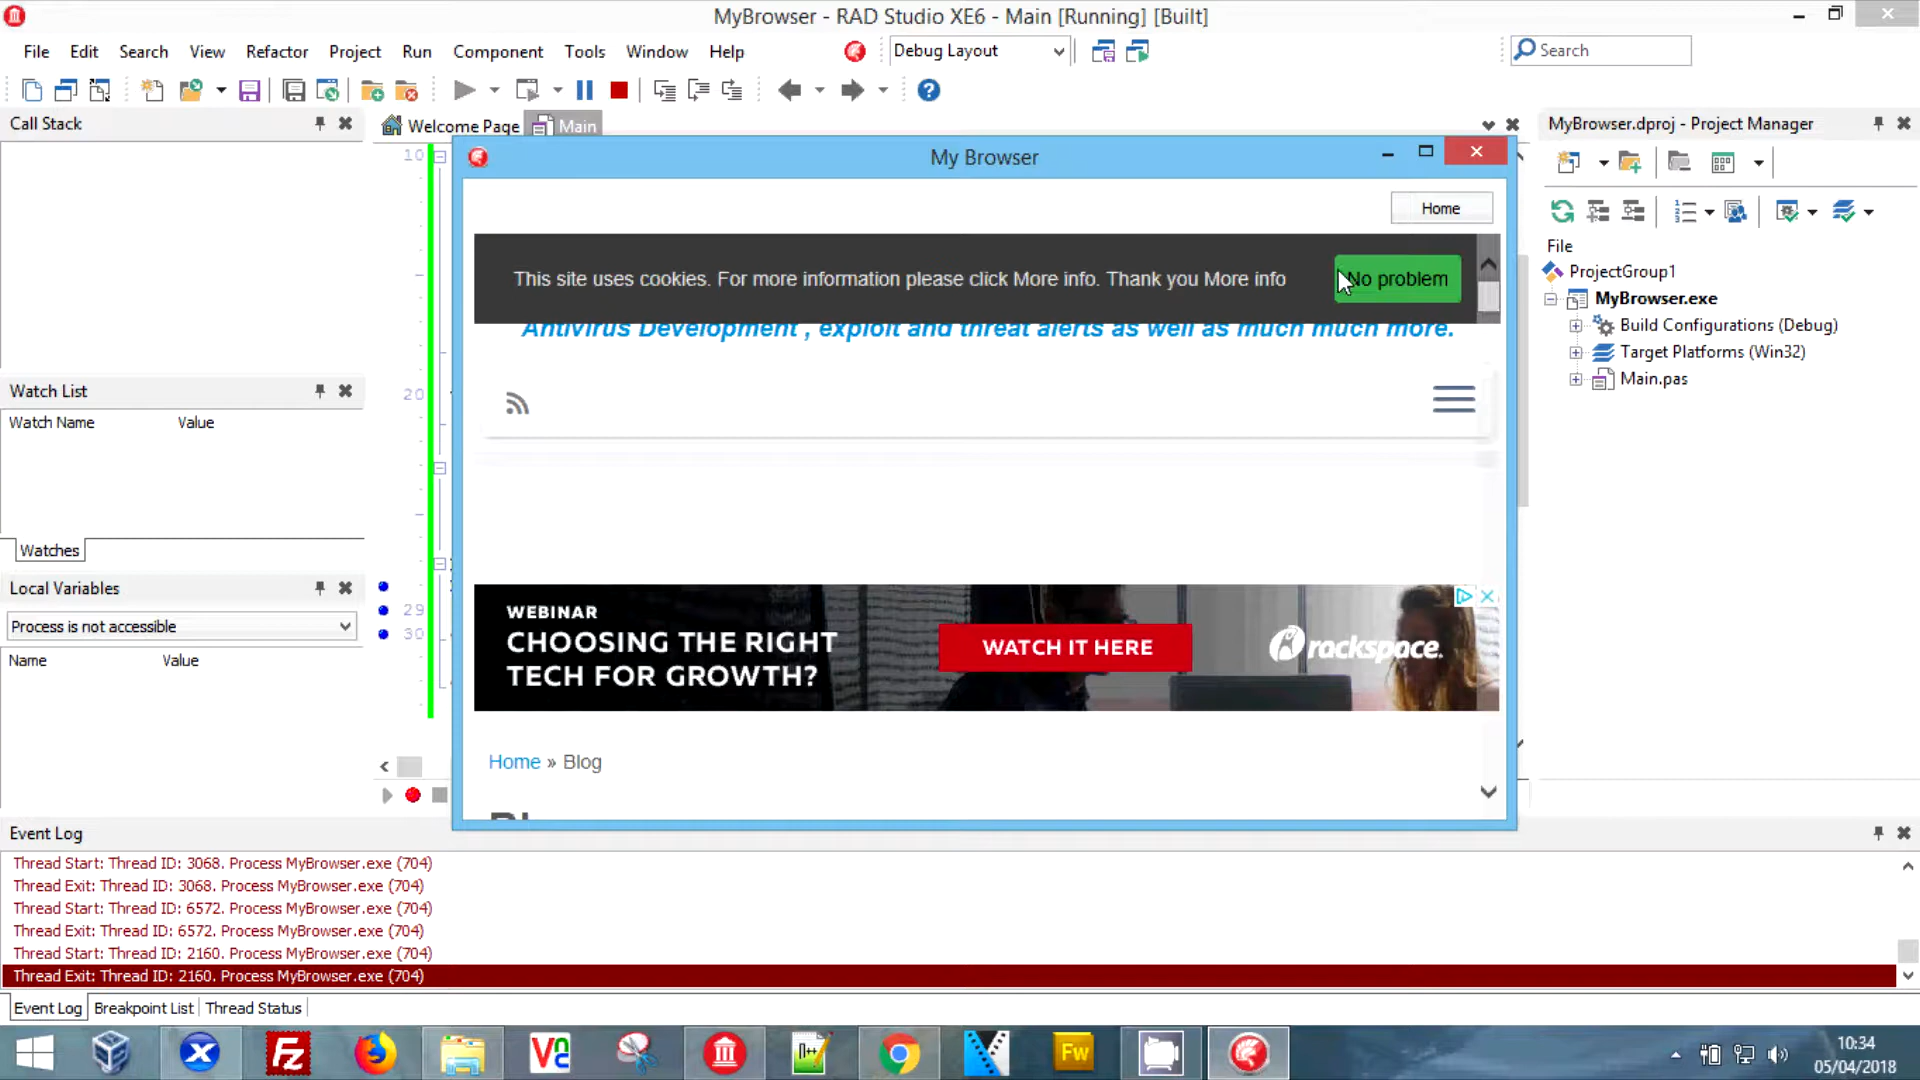 MyBrowser - RAD Studio XE6 - Main [Running] [Built]
File Edit Search View Refactor Project Run Component Tools Window Help
Debug Layout
Search
Call Stack
Welcome Page
Main
MyBrowser.dproj - Project Manager
10
My Browser
Home
This site uses cookies. For more information please click More info. Thank you More info
No problem
Antivirus Development , exploit and threat alerts as well as much much more.
File
ProjectGroup1
MyBrowser.exe
Build Configurations (Debug)
Target Platforms (Win32)
Main.pas
Watch List
Watch Name Value
20
Watches
Local Variables
Process is not accessible
Name Value
29
30
WEBINAR
CHOOSING THE RIGHT
TECH FOR GROWTH?
WATCH IT HERE
rackspace.
Home » Blog
Event Log
Thread Start: Thread ID: 3068. Process MyBrowser.exe (704)
Thread Exit: Thread ID: 3068. Process MyBrowser.exe (704)
Thread Start: Thread ID: 6572. Process MyBrowser.exe (704)
Thread Exit: Thread ID: 6572. Process MyBrowser.exe (704)
Thread Start: Thread ID: 2160. Process MyBrowser.exe (704)
Thread Exit: Thread ID: 2160. Process MyBrowser.exe (704)
Event Log Breakpoint List Thread Status
10:34
05/04/2018